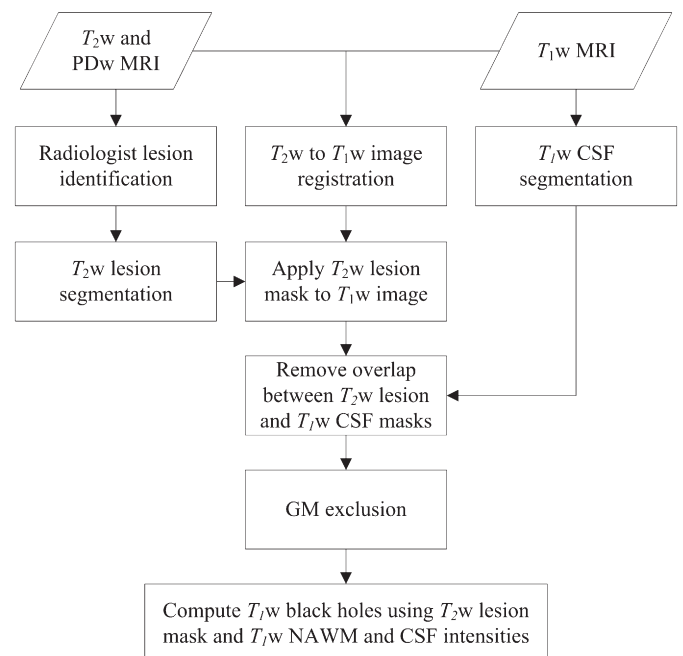 T₂w and
PDw MRI
T₁w MRI
Radiologist lesion
identification
T₂w to T₁w image
registration
T₁w CSF
segmentation
T₂w lesion
segmentation
Apply T₂w lesion
mask to T₁w image
Remove overlap
between T₂w lesion
and T₁w CSF masks
GM exclusion
Compute T₁w black holes using T₂w lesion
mask and T₁w NAWM and CSF intensities